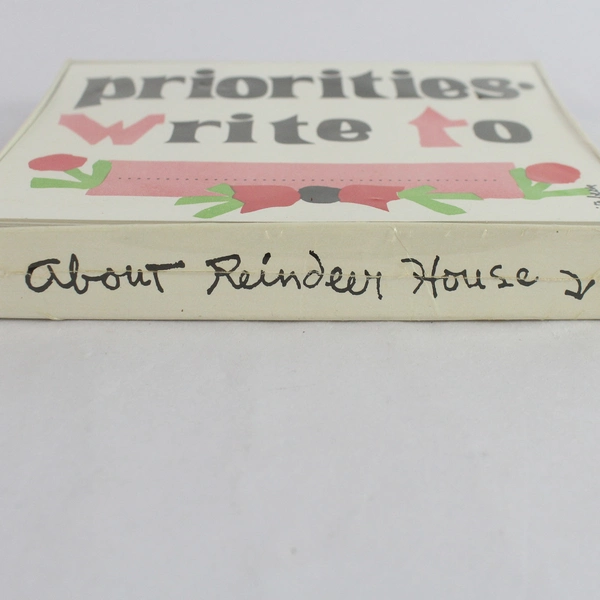 priorities.
Write to
About Reindeer House